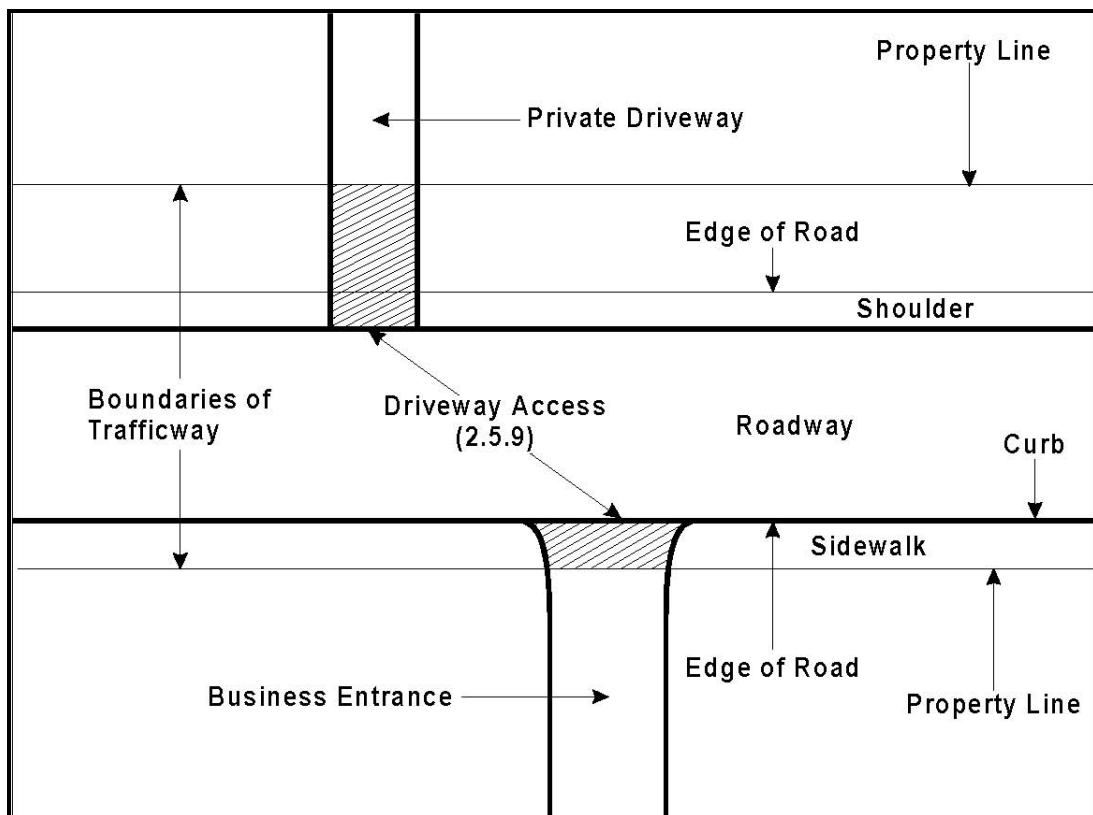 Property Line
Private Driveway
Edge of Road
Shoulder
Boundaries of
Trafficway
Driveway Access
(2.5.9)
Roadway
Curb
Sidewalk
Edge of Road
Business Entrance
Property Line